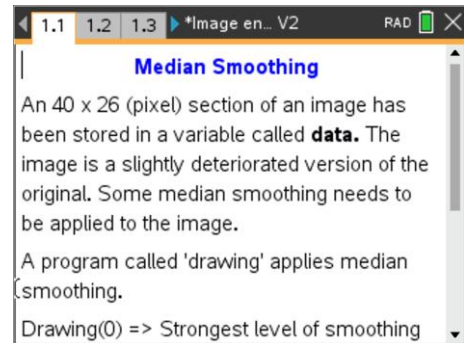 1.1 1.2 1.3 *Image en... V2 RAD
Median Smoothing
An 40 x 26 (pixel) section of an image has
been stored in a variable called data. The
image is a slightly deteriorated version of the
original. Some median smoothing needs to
be applied to the image.
A program called 'drawing' applies median
smoothing.
Drawing(0) => Strongest level of smoothing